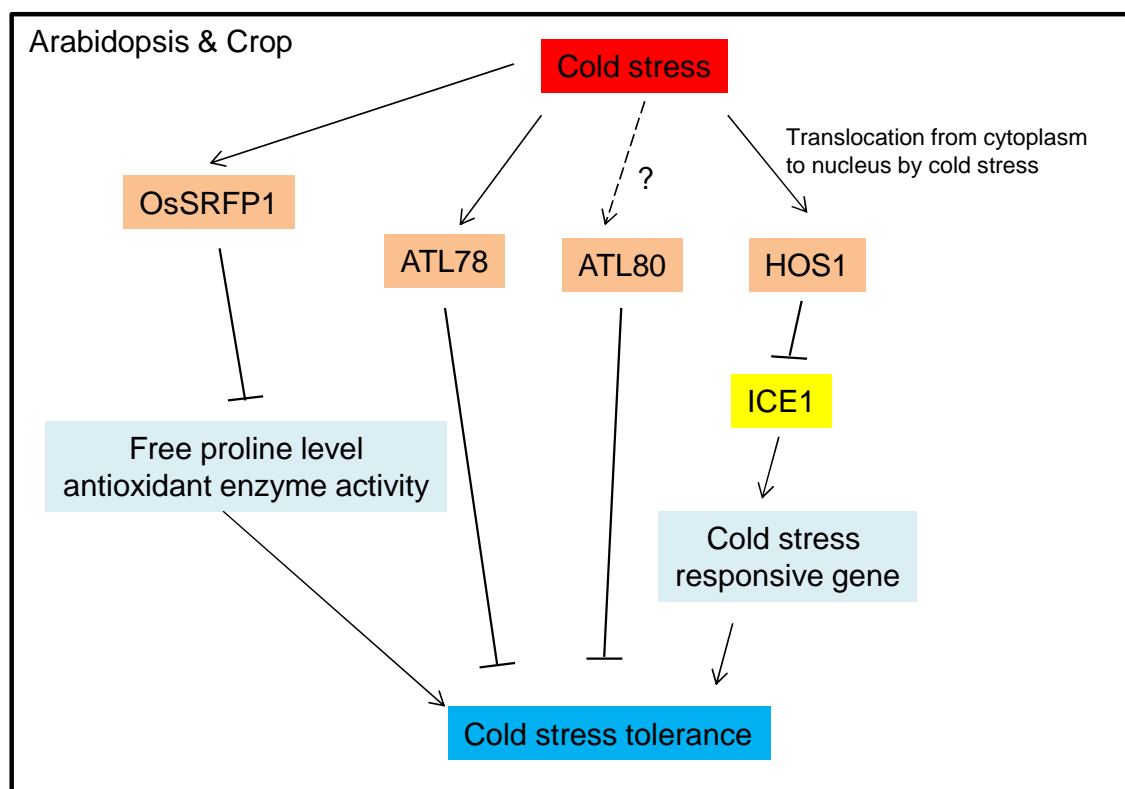 Arabidopsis & Crop
Cold stress
Translocation from cytoplasm
to nucleus by cold stress
?
OsSRFP1
ATL78
ATL80
HOS1
ICE1
Free proline level
antioxidant enzyme activity
Cold stress
responsive gene
Cold stress tolerance